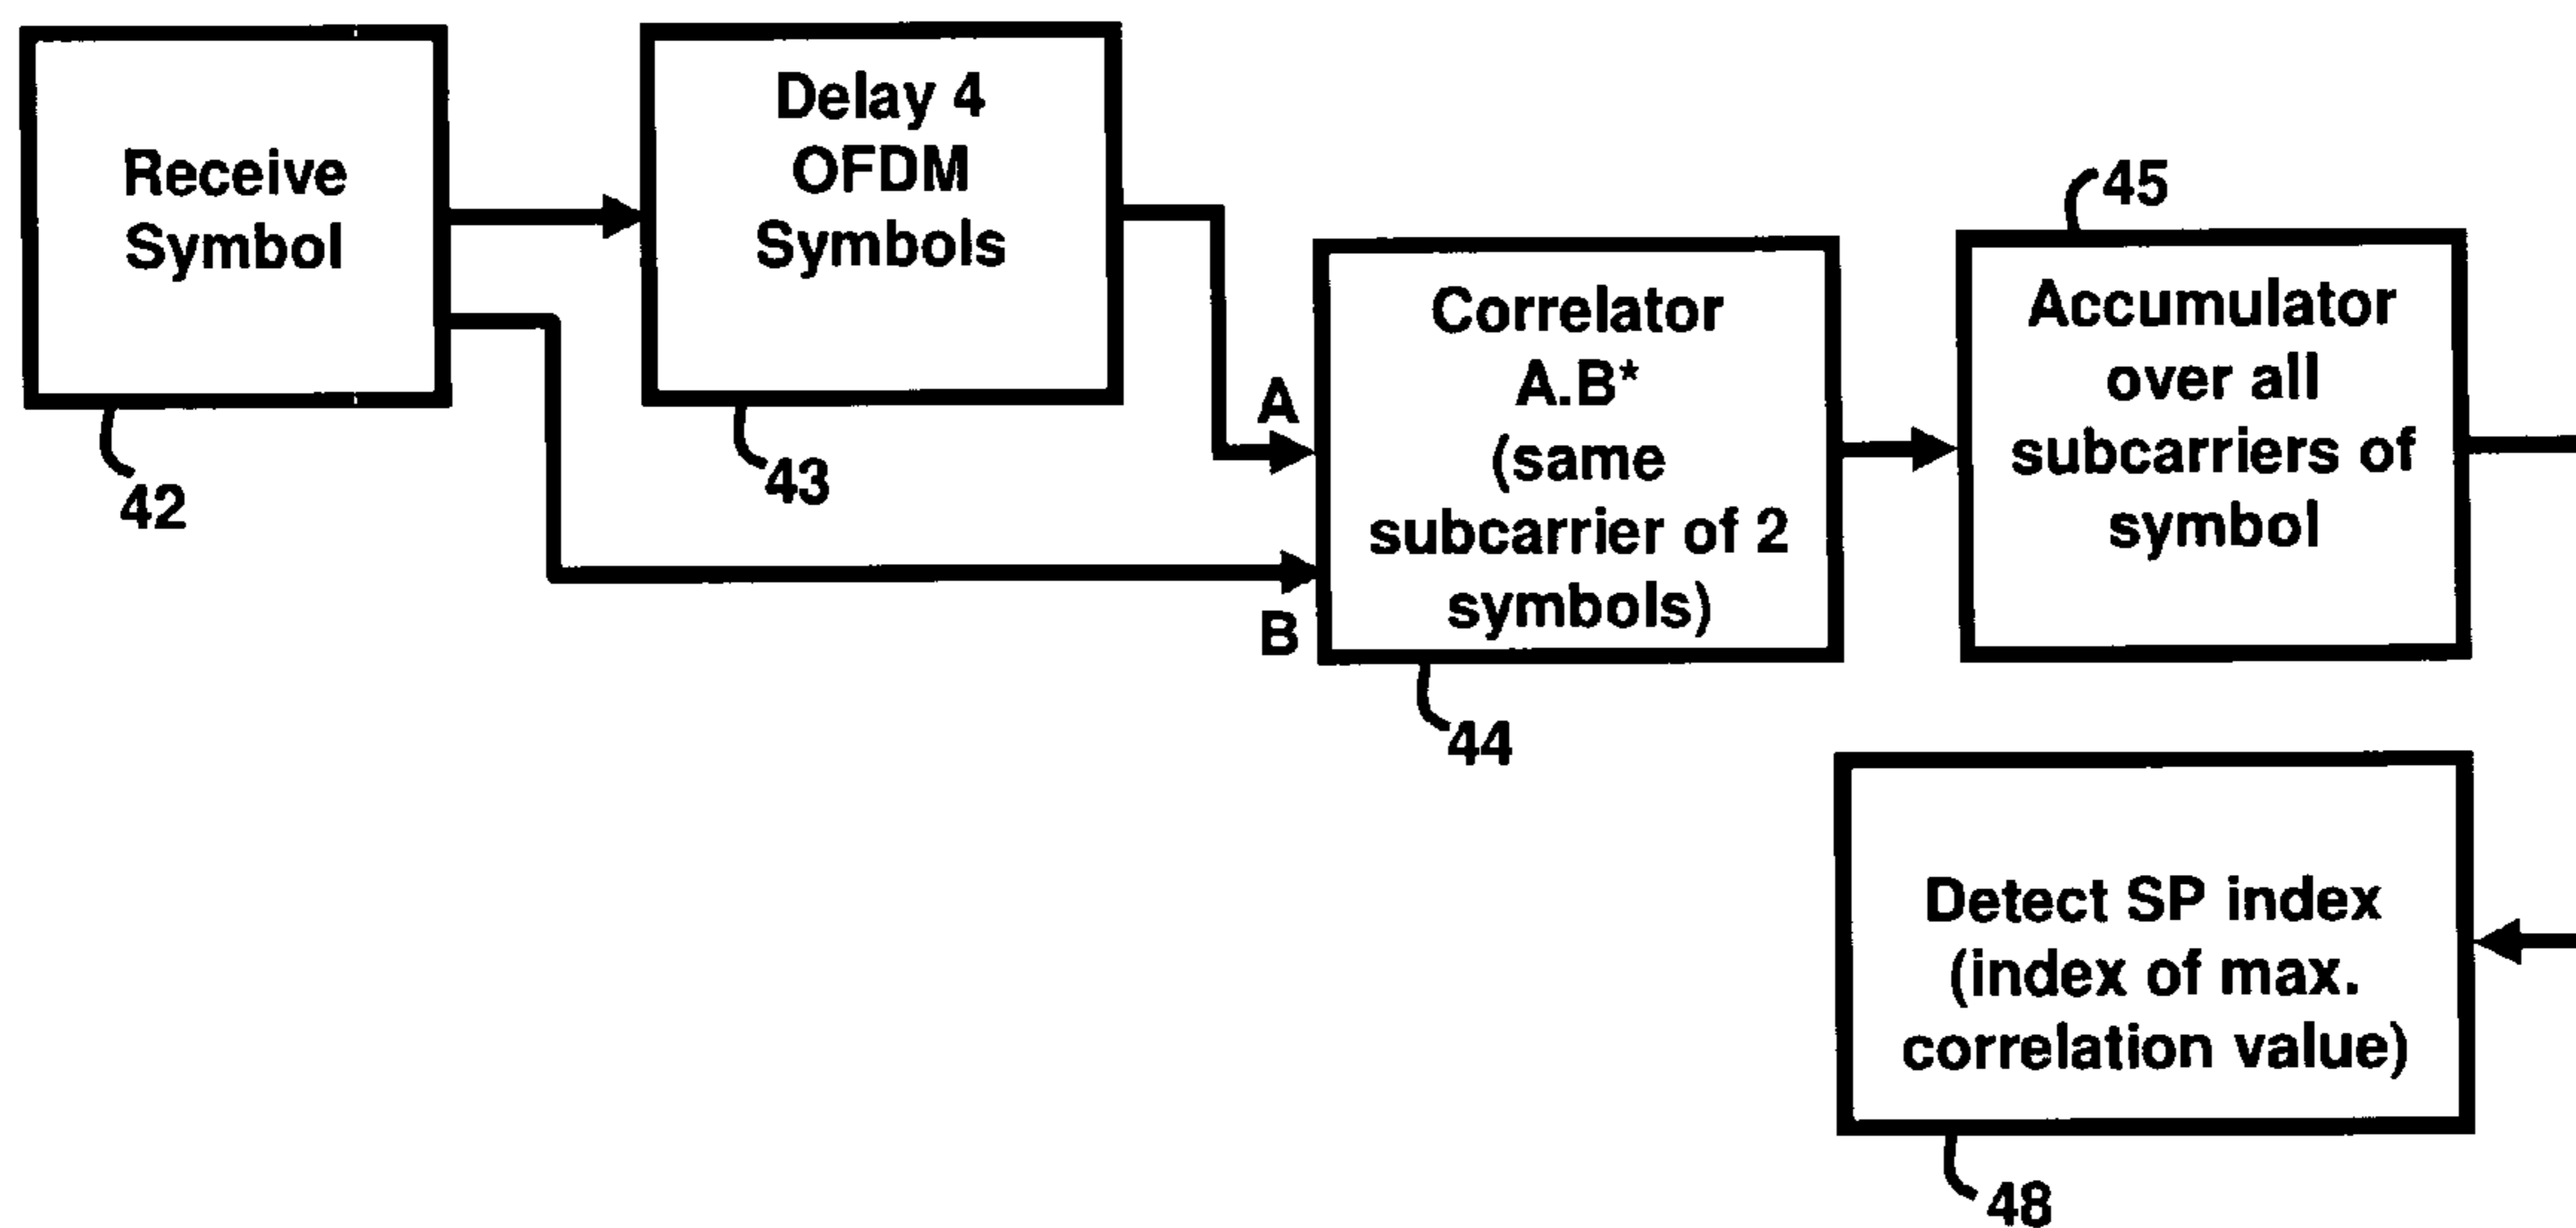 Receive
Symbol
42
Delay 4
OFDM
Symbols
43
A
B
Correlator
A.B*
(same
subcarrier of 2
symbols)
44
45
Accumulator
over all
subcarriers of
symbol
Detect SP index
(index of max.
correlation value)
48